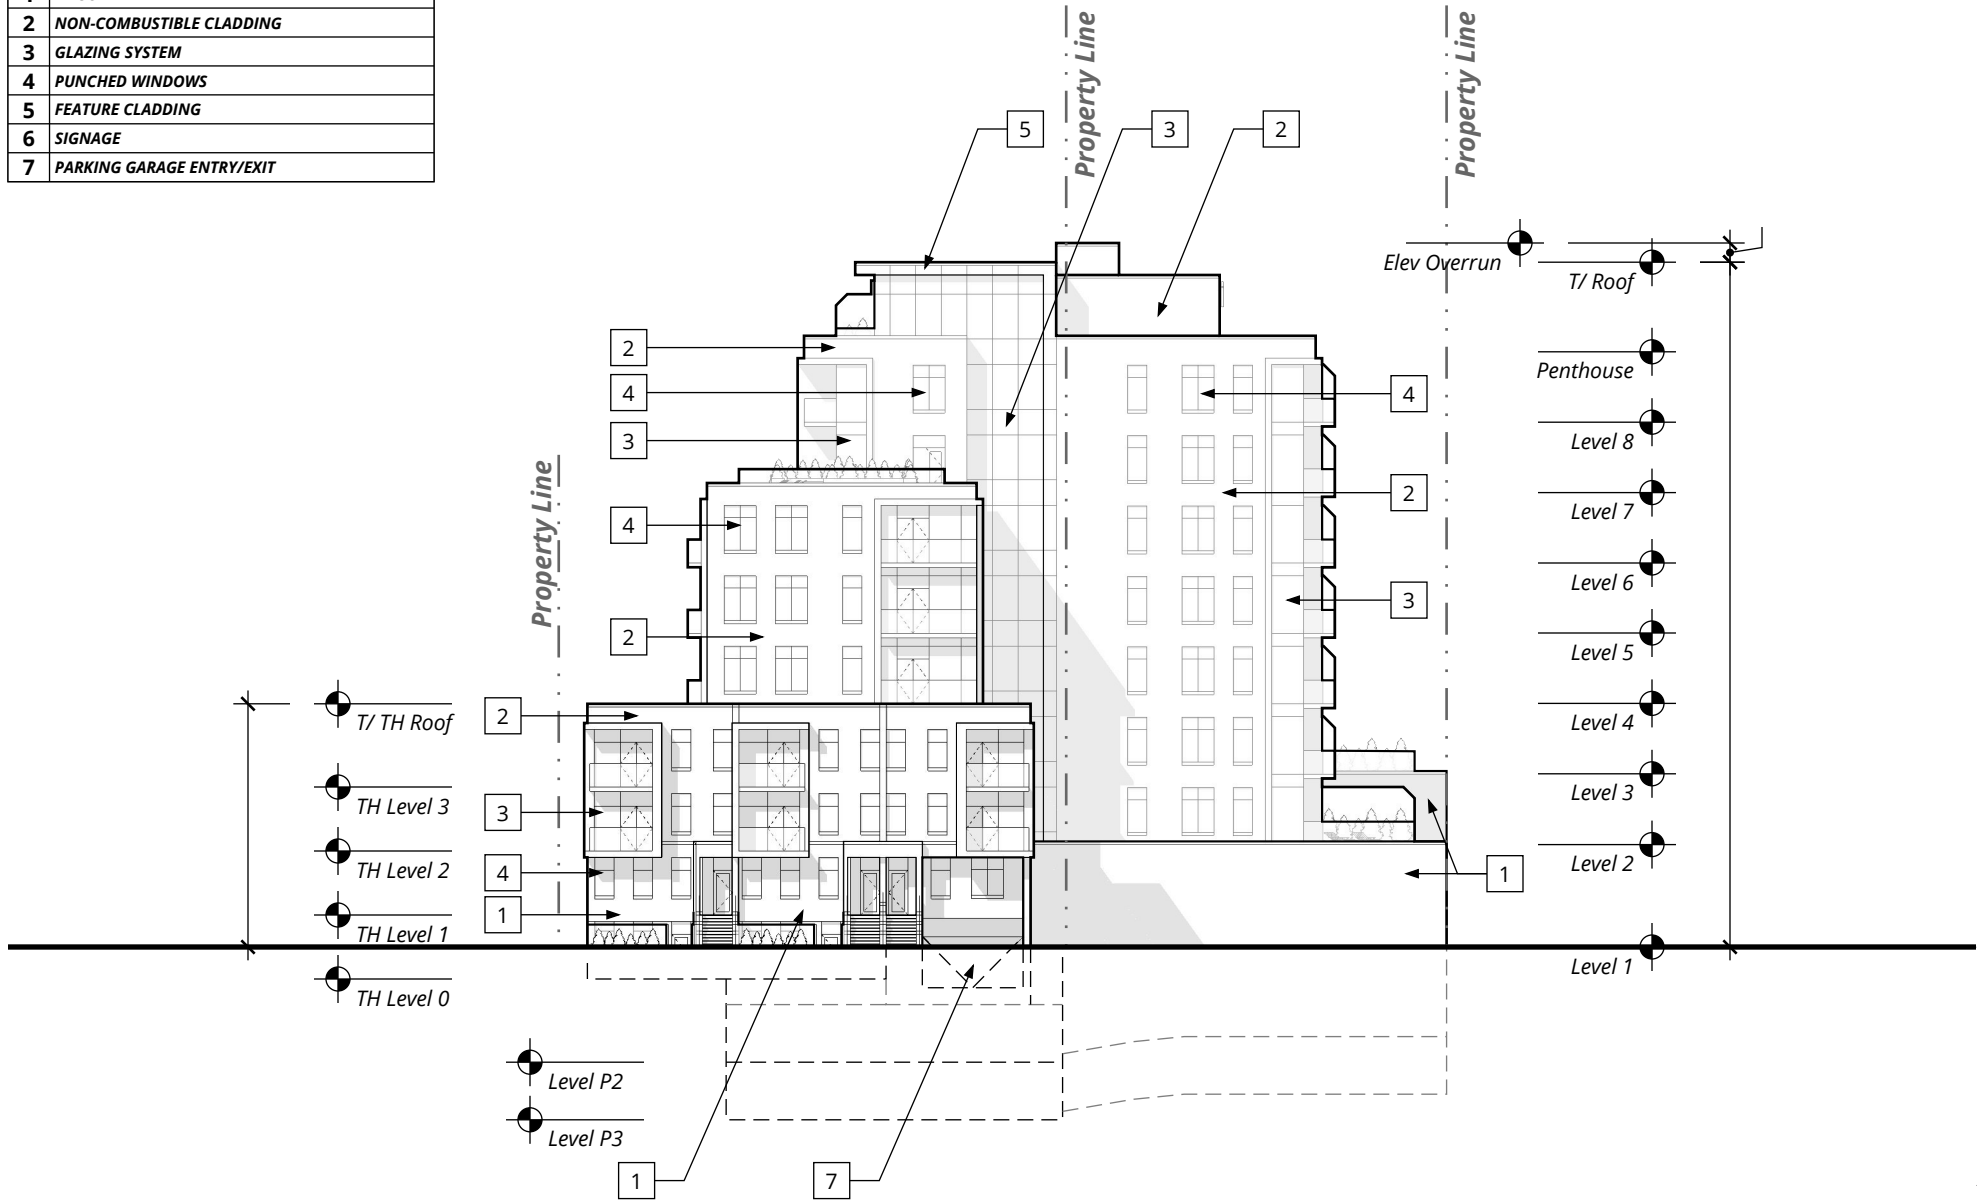 2 NON-COMBUSTIBLE CLADDING
3 GLAZING SYSTEM
4 PUNCHED WINDOWS
5 FEATURE CLADDING
6 SIGNAGE
7 PARKING GARAGE ENTRY/EXIT
Property Line
Property Line
5
3
2
Elev Overrun
T/ Roof
2
Penthouse
4
4
3
Level 8
Property Line
2
Level 7
4
Level 6
3
2
Level 5
T/ TH Roof
2
Level 4
TH Level 3
3
Level 3
TH Level 2
4
Level 2
1
1
TH Level 1
Level 1
TH Level 0
Level P2
Level P3
1
7